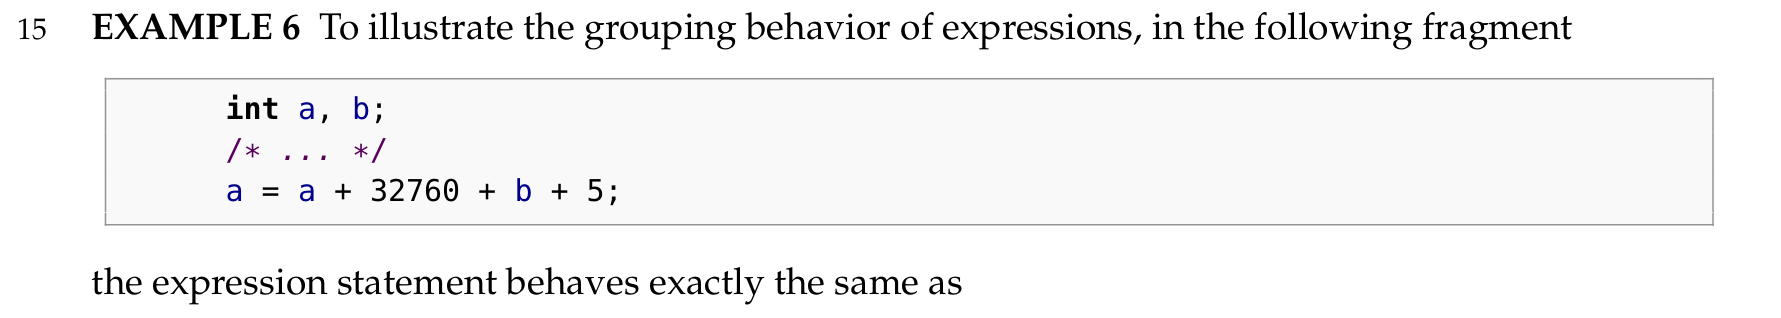 15 EXAMPLE 6 To illustrate the grouping behavior of expressions, in the following fragment
int a, b;
/* ... */
a = a + 32760 + b + 5;
the expression statement behaves exactly the same as